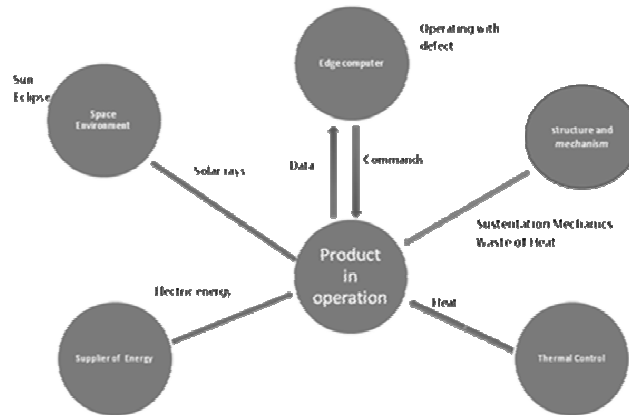 Operating with
defect
Edge computer
Sun
Eclipse
Space
Environment
structure and
mechanism
Solar rays
Data
Commands
Sustentation Mechanics
Waste of Heat
Product
in
operation
Electric energy
Heat
Supplier of Energy
Thermal Control